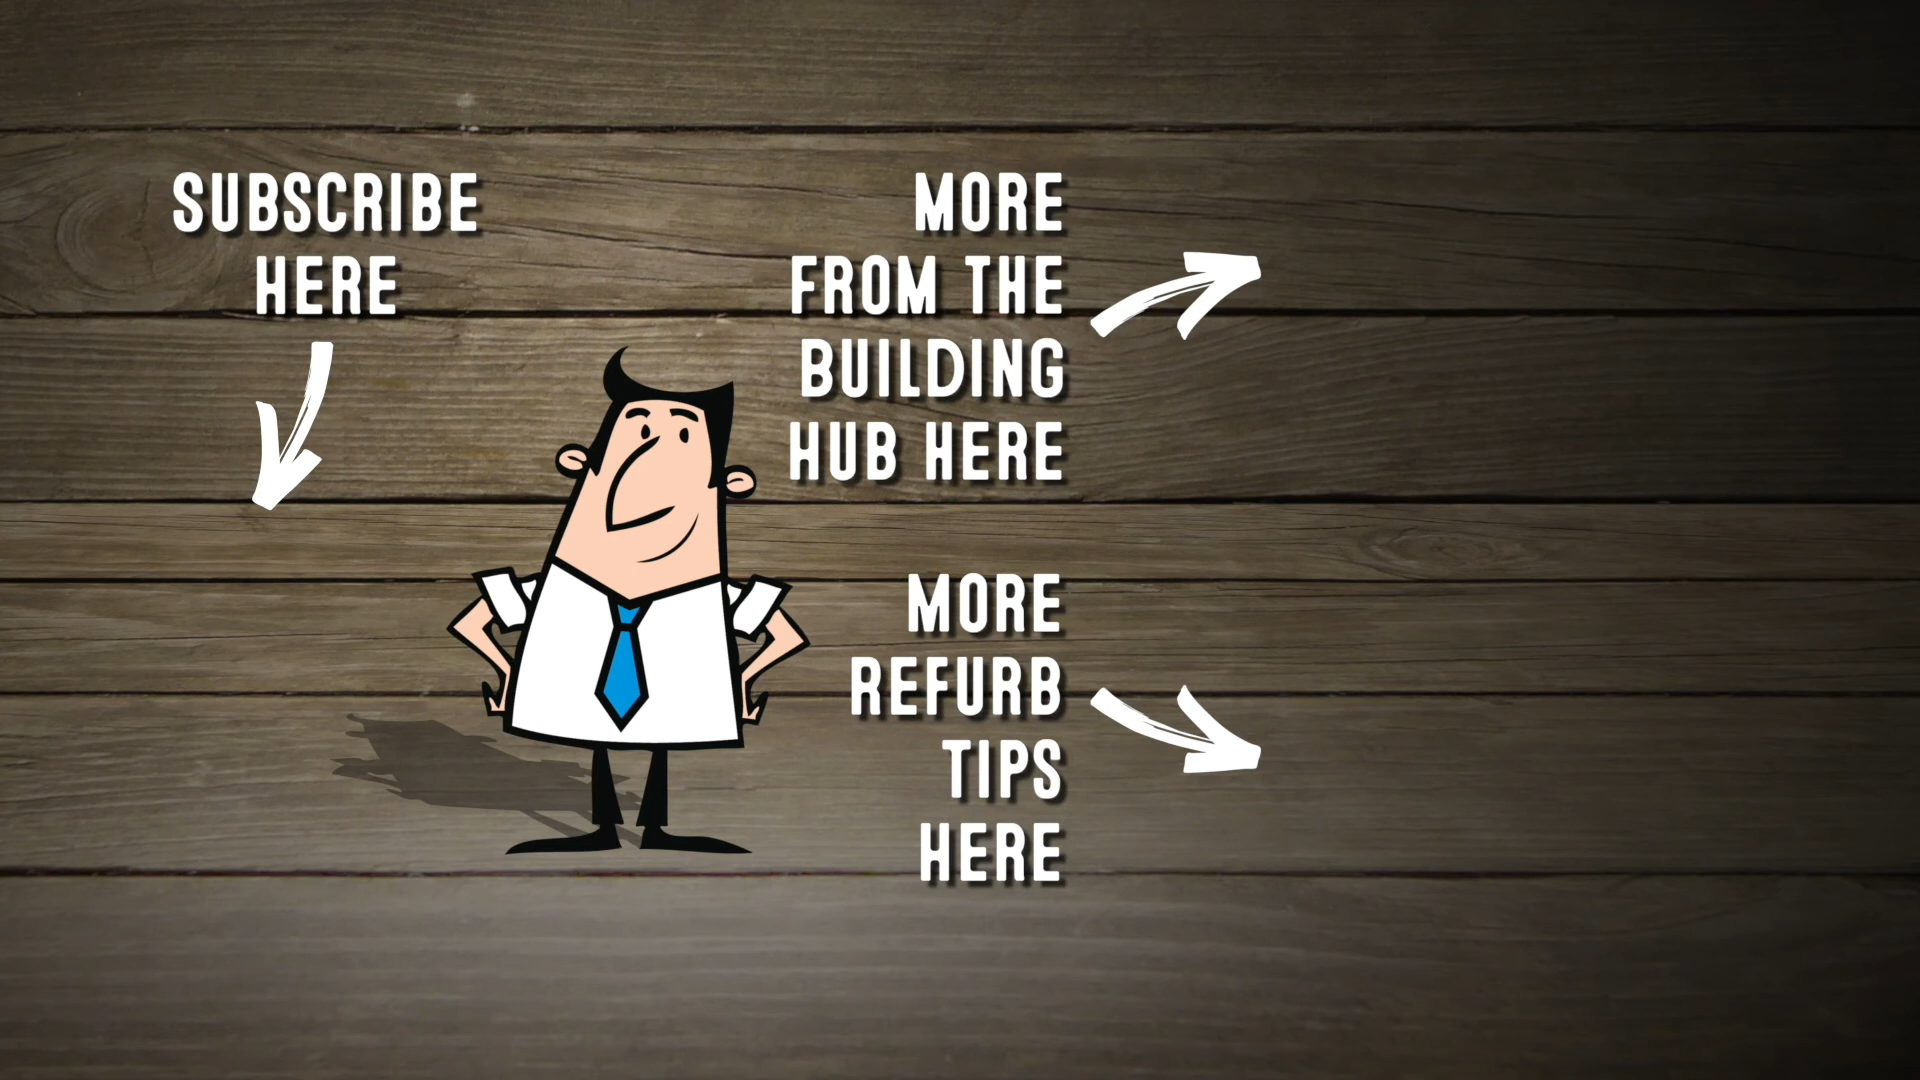 SUBSCRIBE
HERE
MORE
FROM THE
BUILDING
HUB HERE
MORE
REFURB
TIPS
HERE